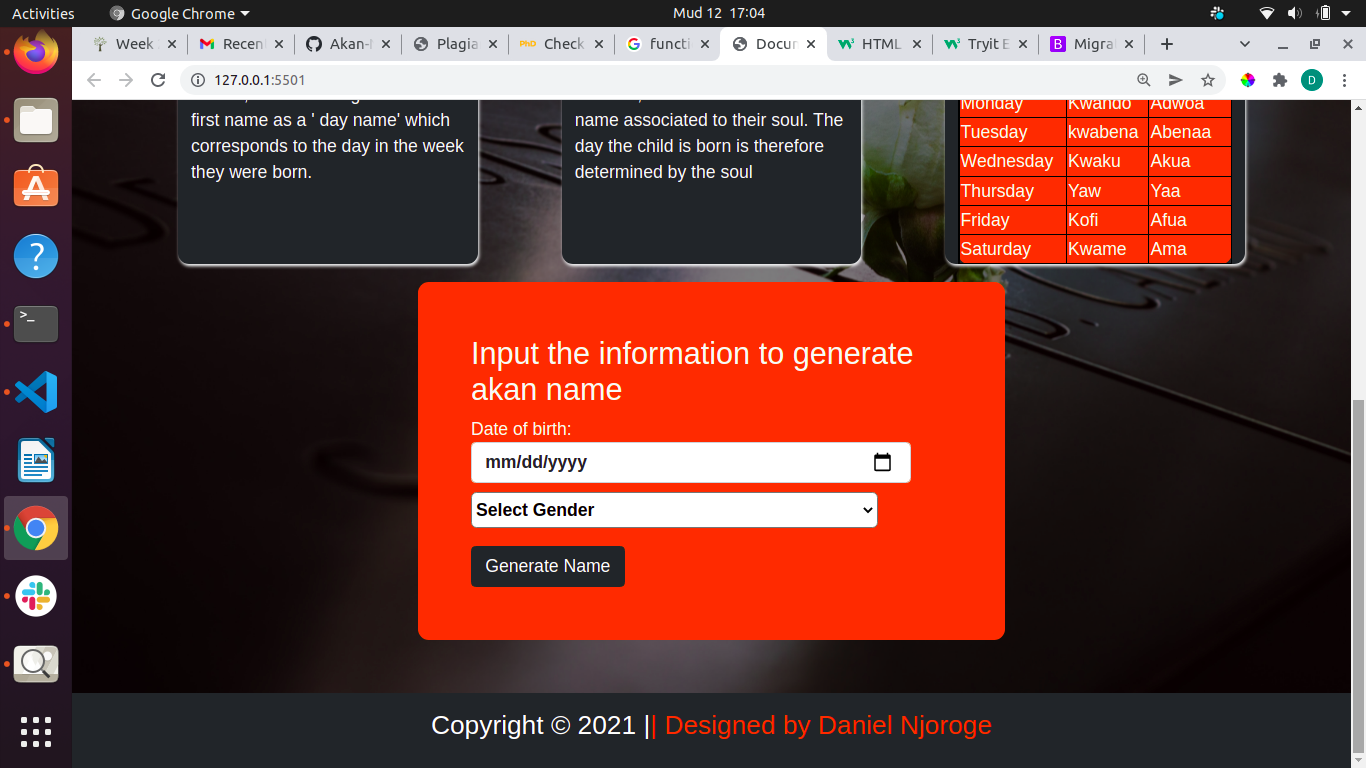 Activities
Google Chrome
Mud 12 17:04
Week
Recen
Akan-
Plagia
PhD
Check
functi
Docur
HTML
Tryit E
Migra
127.0.0.1:5501
D
first name as a ' day name' which
corresponds to the day in the week
they were born.
name associated to their soul. The
day the child is born is therefore
determined by the soul
Monday Kwando Adwoa
Tuesday kwabena Abenaa
Wednesday Kwaku Akua
Thursday Yaw Yaa
Friday Kofi Afua
Saturday Kwame Ama
Input the information to generate
akan name
Date of birth:
mm/dd/yyyy
Select Gender
Generate Name
Copyright © 2021 || Designed by Daniel Njoroge